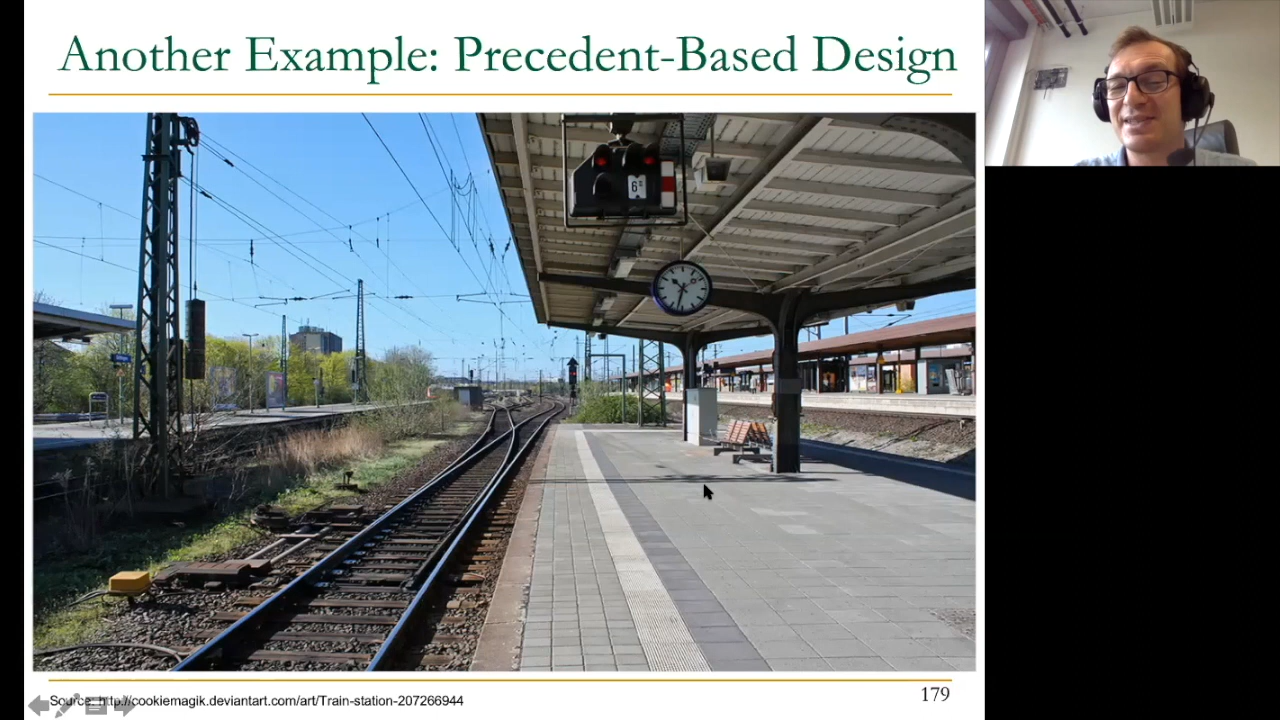 Another Example: Precedent-Based Design
6
Source: http://cookiemagik.deviantart.com/art/Train-station-207266944
179